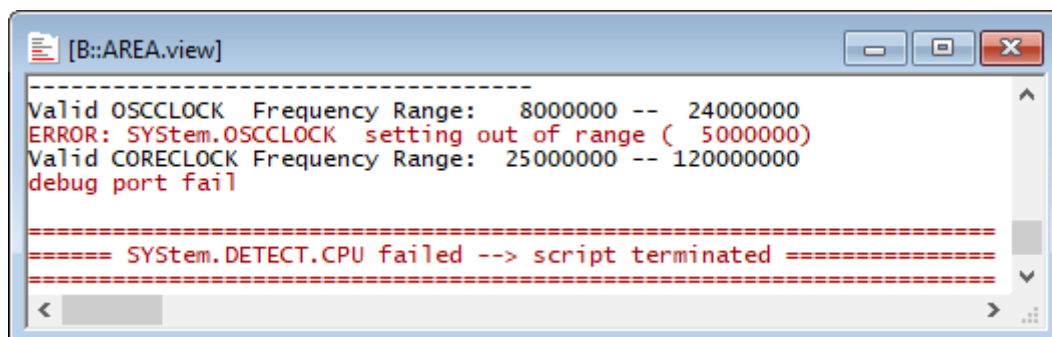 [B::AREA.view]
------------------------------------
Valid OSCCLOCK  Frequency Range:   8000000 --  24000000
ERROR: SYStem.OSCCLOCK  setting out of range (  5000000)
Valid CORECLOCK Frequency Range:  25000000 -- 120000000
debug port fail
=====================================================================
====== SYStem.DETECT.CPU failed --> script terminated ===============
=====================================================================